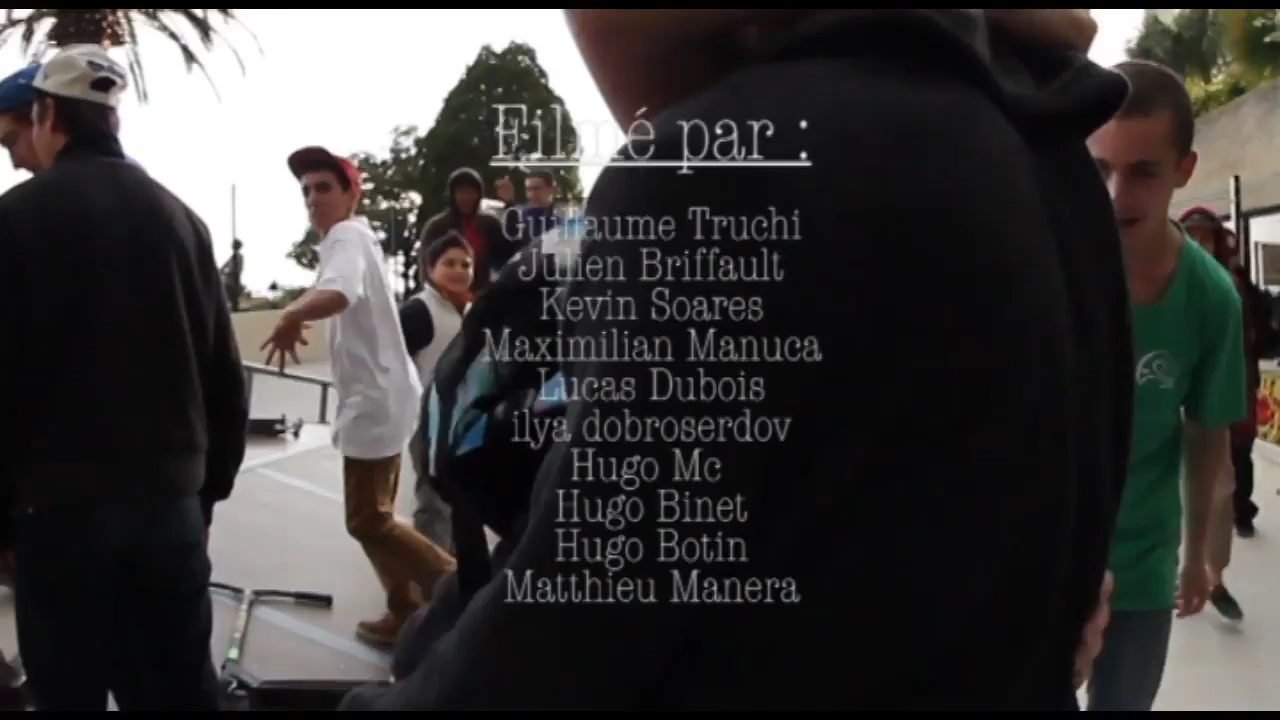 Filmé par :
Guillaume Truchi
Julien Briffault
Kevin Soares
Maximilian Manuca
Lucas Dubois
ilya dobroserdov
Hugo Mc
Hugo Binet
Hugo Botin
Matthieu Manera